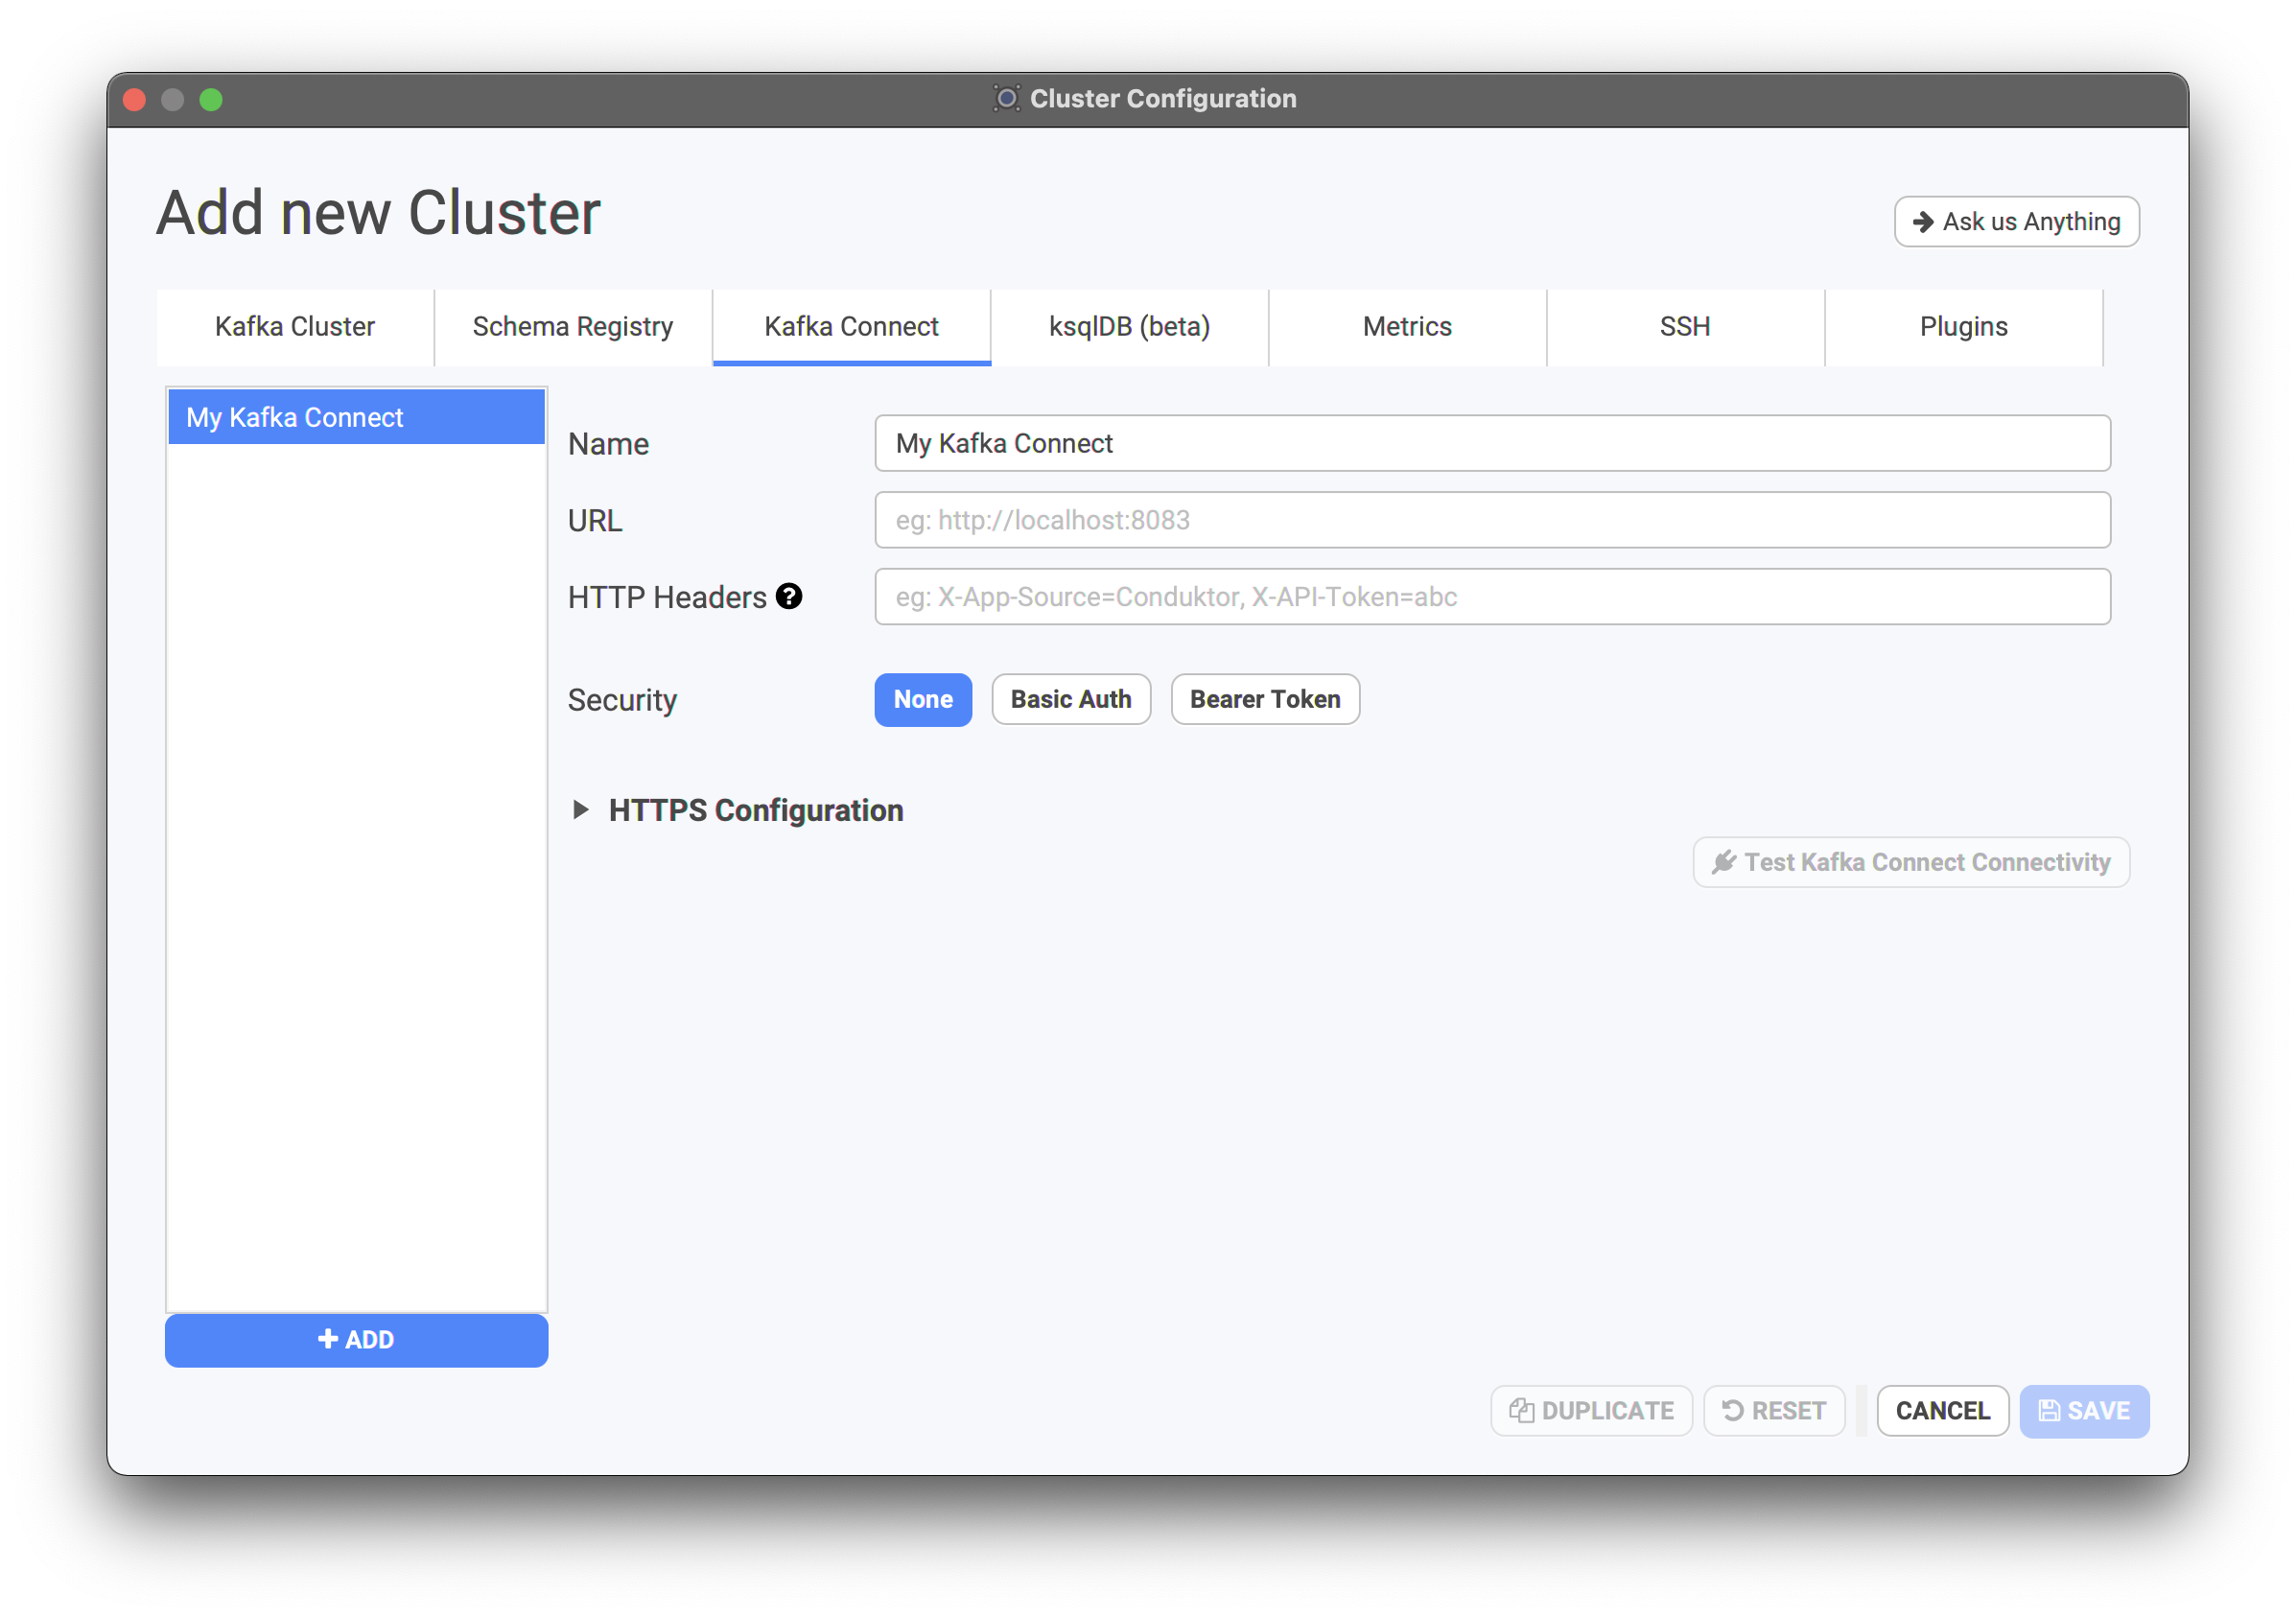 Cluster Configuration
Add new Cluster
Ask us Anything
Kafka Cluster
Schema Registry
Kafka Connect
ksqlDB (beta)
Metrics
SSH
Plugins
My Kafka Connect
Name
My Kafka Connect
URL
eg: http://localhost:8083
HTTP Headers ?
eg: X-App-Source=Conduktor, X-API-Token=abc
Security
None
Basic Auth
Bearer Token
HTTPS Configuration
Test Kafka Connect Connectivity
+ ADD
DUPLICATE
RESET
CANCEL
SAVE